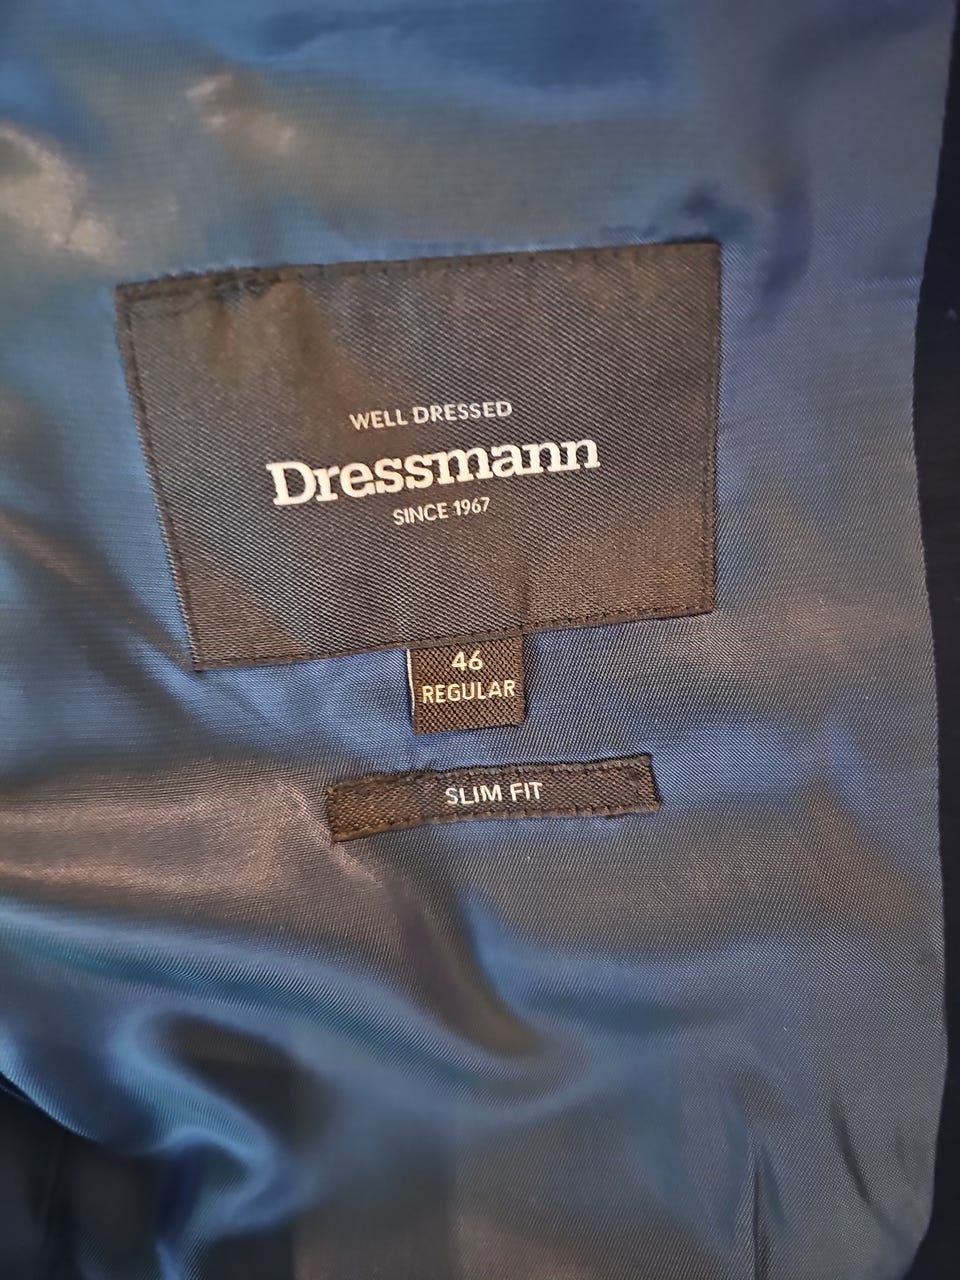 WELL DRESSED
Dressmann
SINCE 1967
46
REGULAR
SLIM FIT